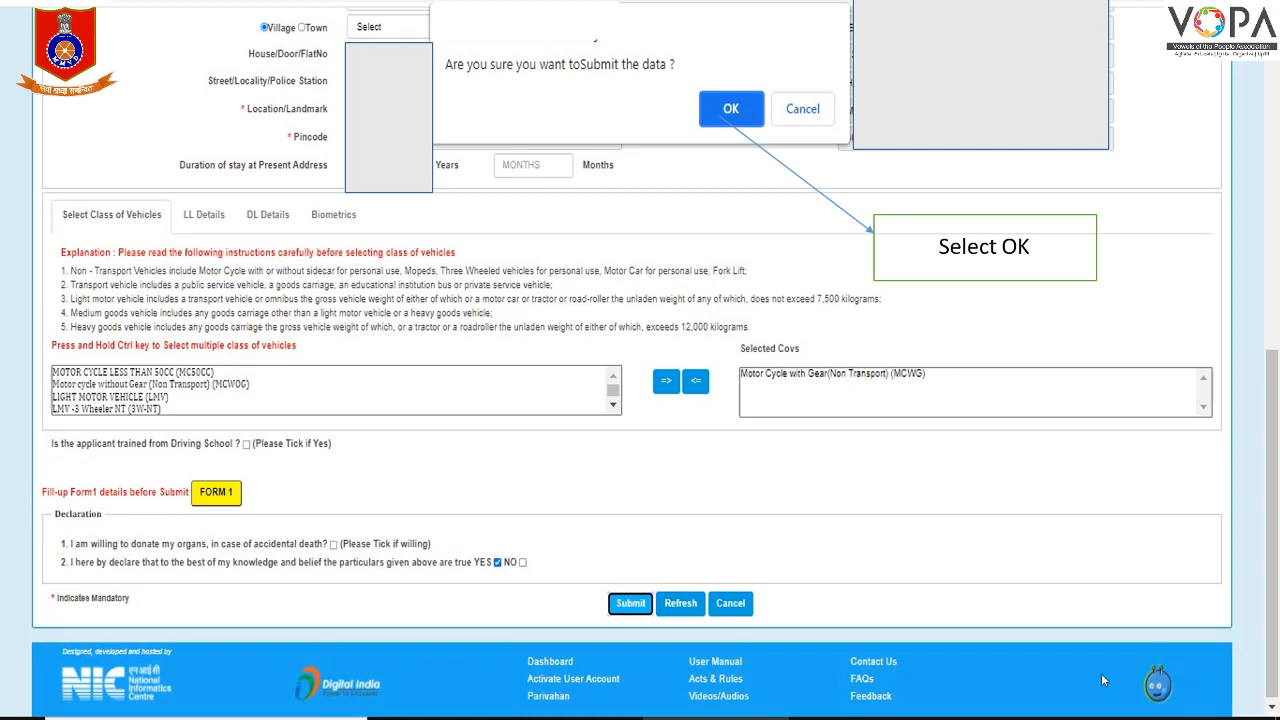 VOPA
Vowels of the People Association
Village Town
Select
House/Door/FlatNo
Are you sure you want toSubmit the data ?
Street/Locality/Police Station
* Location/Landmark
OK
Cancel
* Pincode
Duration of stay at Present Address
Years
MONTHS
Months
Select Class of Vehicles
LL Details
DL Details
Biometrics
Select OK
Explanation : Please read the following instructions carefully before selecting class of vehicles
1. Non - Transport Vehicles include Motor Cycle with or without sidecar for personal use, Mopeds, Three Wheeled vehicles for personal use, Motor Car for personal use, Fork Lift;
2. Transport vehicle includes a public service vehicle, a goods carriage, an educational institution bus or private service vehicle;
3. Light motor vehicle includes a transport vehicle or omnibus the gross vehicle weight of either of which or a motor car or tractor or road-roller the unladen weight of any of which, does not exceed 7,500 kilograms;
4. Medium goods vehicle includes any goods carriage other than a light motor vehicle or a heavy goods vehicle;
5. Heavy goods vehicle includes any goods carriage the gross vehicle weight of which, or a tractor or a roadroller the unladen weight of either of which, exceeds 12,000 kilograms.
Press and Hold Ctrl key to Select multiple class of vehicles
Selected Covs
MOTOR CYCLE LESS THAN 50CC (MC50CC)
Motor cycle without Gear (Non Transport) (MCWOG)
LIGHT MOTOR VEHICLE (LMV)
LMV -3 Wheeler NT (3W-NT)
=>
<=
Motor Cycle with Gear(Non Transport) (MCWG)
Is the applicant trained from Driving School ? (Please Tick if Yes)
Fill-up Form1 details before Submit
FORM 1
Declaration
1. I am willing to donate my organs, in case of accidental death? (Please Tick if willing)
2. I here by declare that to the best of my knowledge and belief the particulars given above are true YES NO
* Indicates Mandatory
Submit
Refresh
Cancel
Designed, developed and hosted by
NIC
एन आई सी
National
Informatics
Centre
Digital India
Dashboard
Activate User Account
Parivahan
User Manual
Acts & Rules
Videos/Audios
Contact Us
FAQs
Feedback